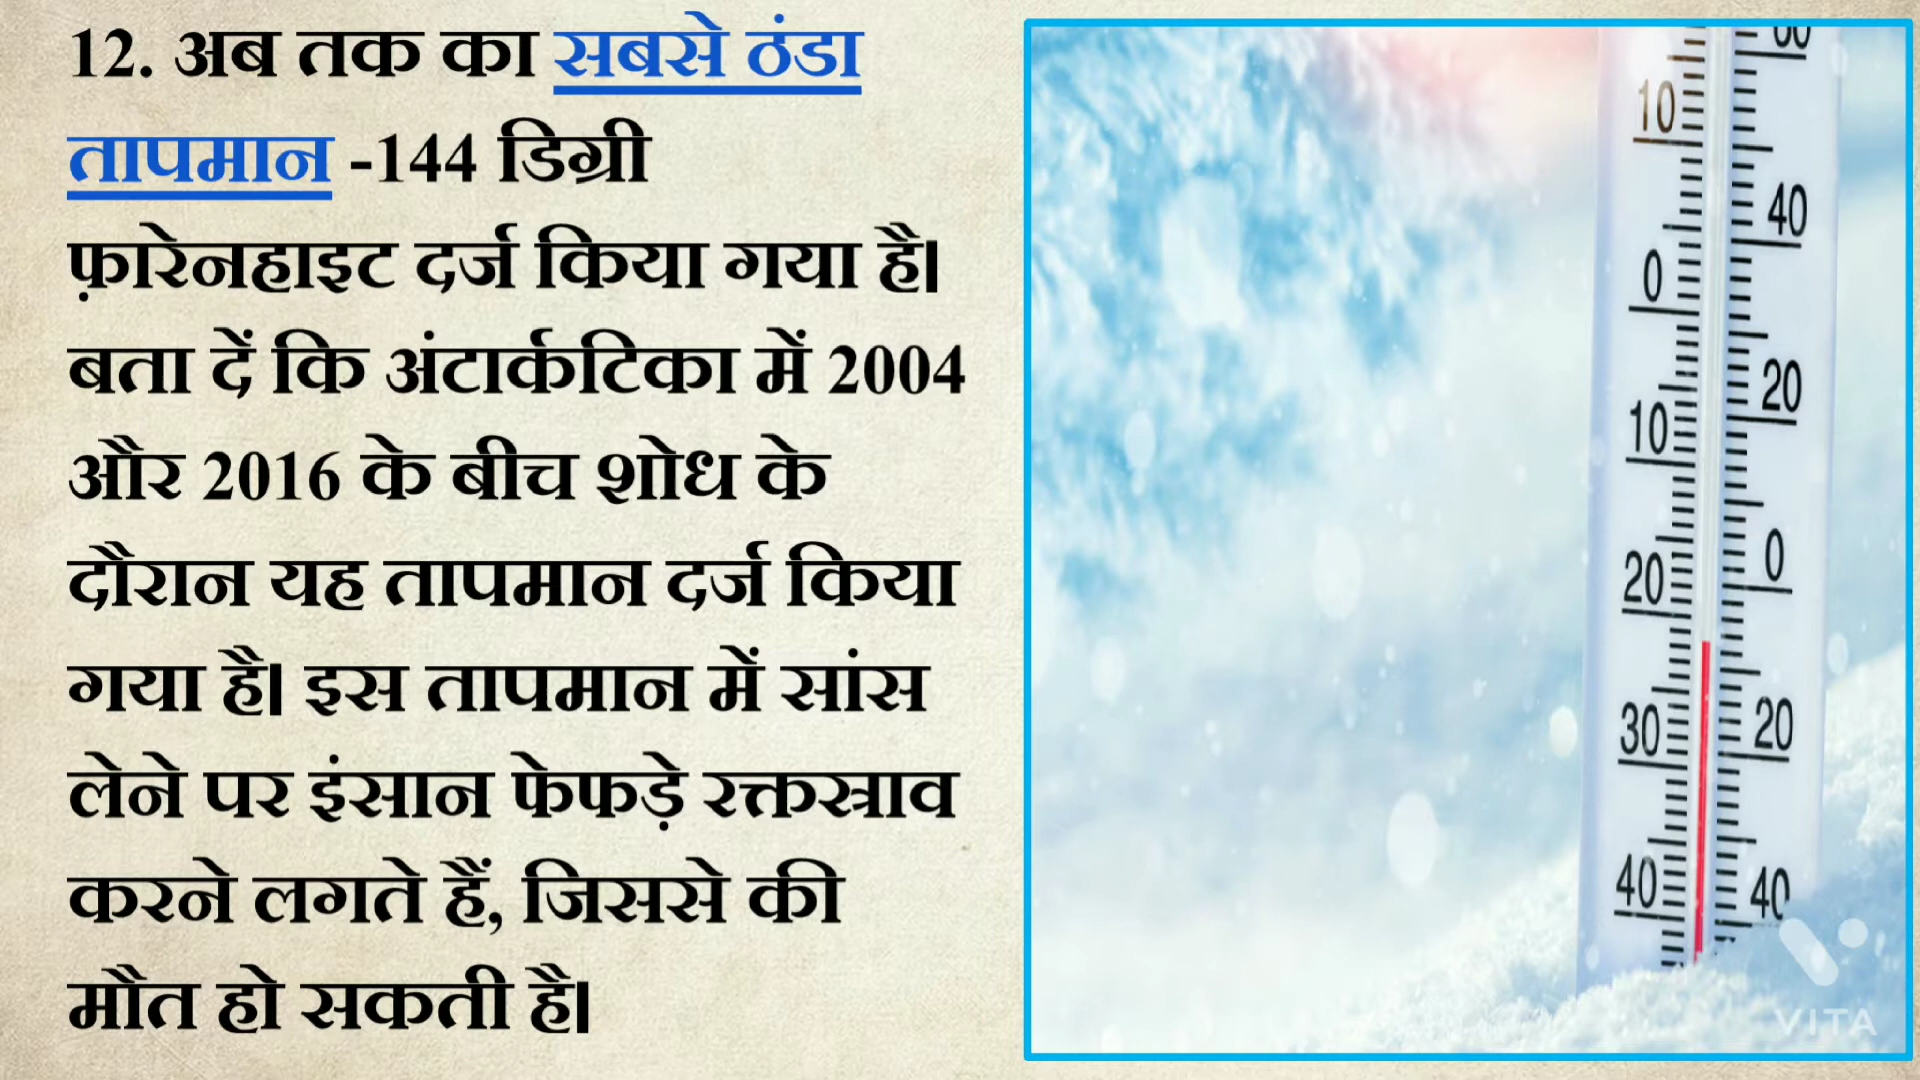 12. अब तक का सबसे ठंडा
तापमान -144 डिग्री
फ़ारेनहाइट दर्ज किया गया है।
बता दें कि अंटार्कटिका में 2004
और 2016 के बीच शोध के
दौरान यह तापमान दर्ज किया
गया है। इस तापमान में सांस
लेने पर इंसान फेफड़े रक्तस्राव
करने लगते हैं, जिससे की
मौत हो सकती है।
60
10
40
0
20
10
0
20
20
30
40
40
VITA